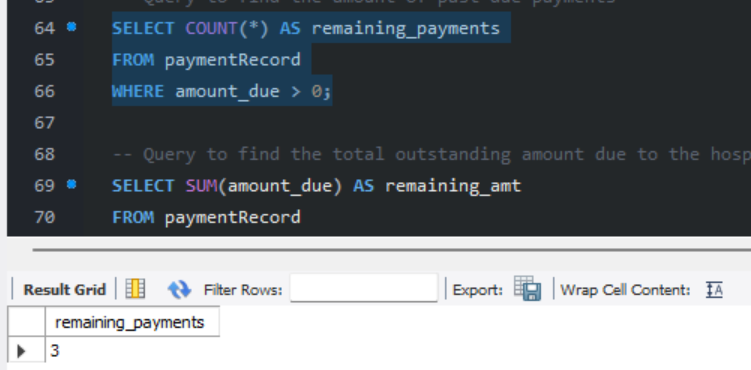 -- Query to find the amount of past due payments
64 SELECT COUNT(*) AS remaining_payments
65 FROM paymentRecord
66 WHERE amount_due > 0;
67
68 -- Query to find the total outstanding amount due to the hosp
69 SELECT SUM(amount_due) AS remaining_amt
70 FROM paymentRecord
Result Grid Filter Rows: Export: Wrap Cell Content: IA
remaining_payments
3